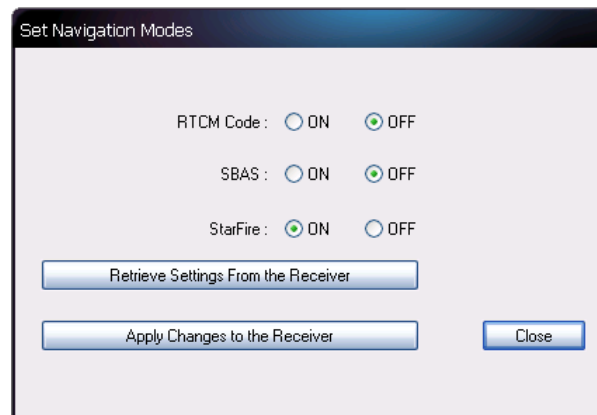 Set Navigation Modes
RTCM Code : ON OFF
SBAS : ON OFF
StarFire : ON OFF
Retrieve Settings From the Receiver
Apply Changes to the Receiver Close